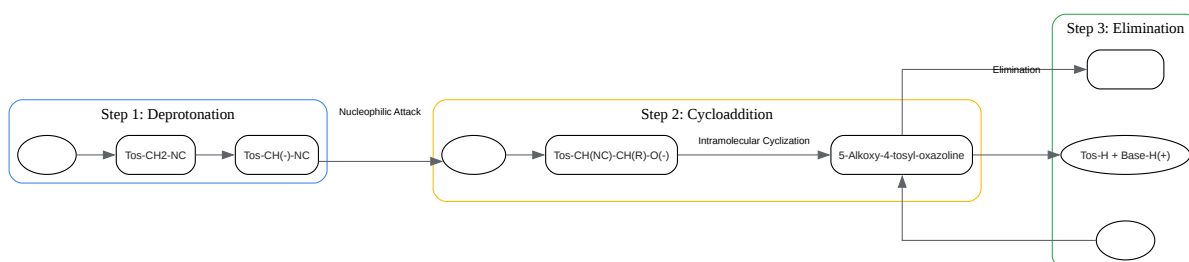 Step 1: Deprotonation
Tos-CH2-NC
Tos-CH(-)-NC
Nucleophilic Attack
Step 2: Cycloaddition
Tos-CH(NC)-CH(R)-O(-)
Intramolecular Cyclization
5-Alkoxy-4-tosyl-oxazoline
Step 3: Elimination
Elimination
Tos-H + Base-H(+)